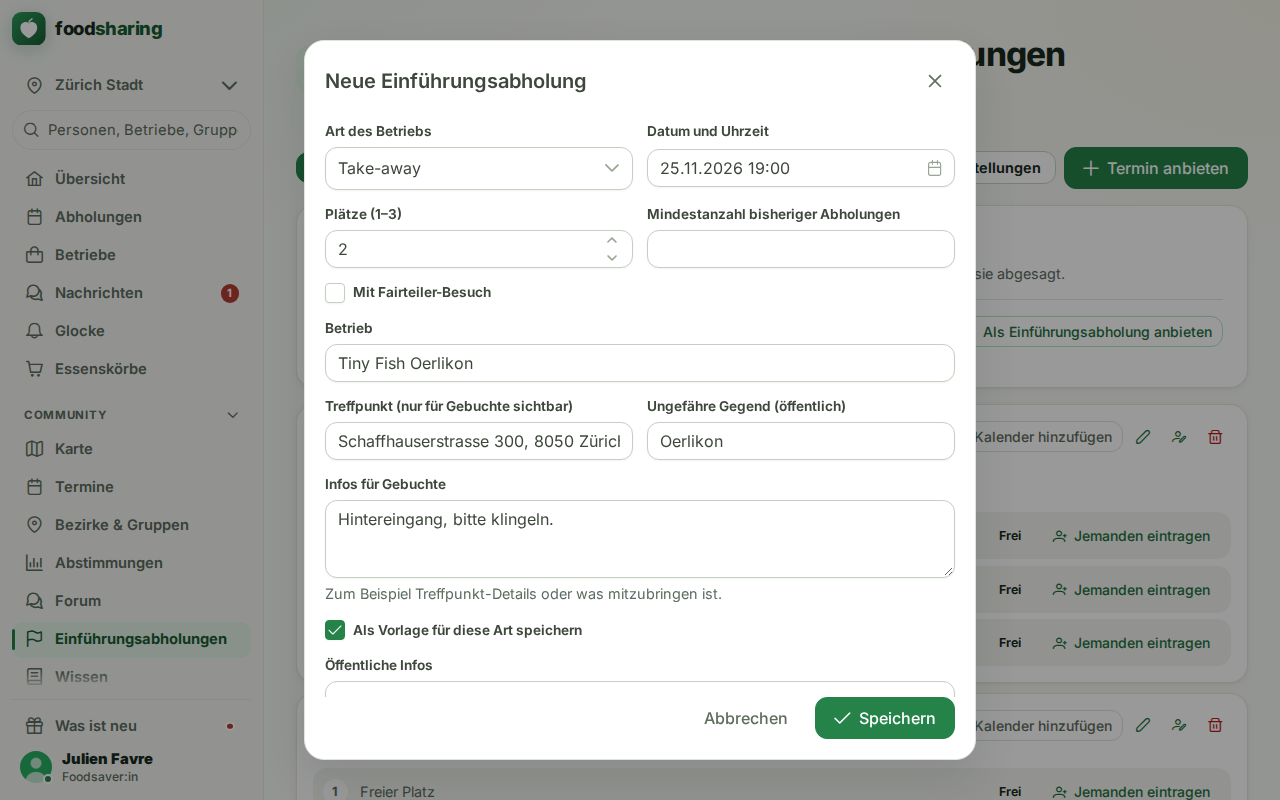 foodsharing
Zürich Stadt
Personen, Betriebe, Grupp
Übersicht
Abholungen
Betriebe
Nachrichten 1
Glocke
Essenskörbe
COMMUNITY
Karte
Termine
Bezirke & Gruppen
Abstimmungen
Forum
Einführungsabholungen
Wissen
Was ist neu
Julien Favre
Foodsaver:in
ungen
tellungen
Termin anbieten
sie abgesagt.
Als Einführungsabholung anbieten
Kalender hinzufügen
Frei Jemanden eintragen
Frei Jemanden eintragen
Frei Jemanden eintragen
Kalender hinzufügen
1 Freier Platz Frei Jemanden eintragen
Neue Einführungsabholung
Art des Betriebs Datum und Uhrzeit
Take-away 25.11.2026 19:00
Plätze (1–3) Mindestanzahl bisheriger Abholungen
2
Mit Fairteiler-Besuch
Betrieb
Tiny Fish Oerlikon
Treffpunkt (nur für Gebuchte sichtbar) Ungefähre Gegend (öffentlich)
Schaffhauserstrasse 300, 8050 Zürich Oerlikon
Infos für Gebuchte
Hintereingang, bitte klingeln.
Zum Beispiel Treffpunkt-Details oder was mitzubringen ist.
Als Vorlage für diese Art speichern
Öffentliche Infos
Abbrechen Speichern